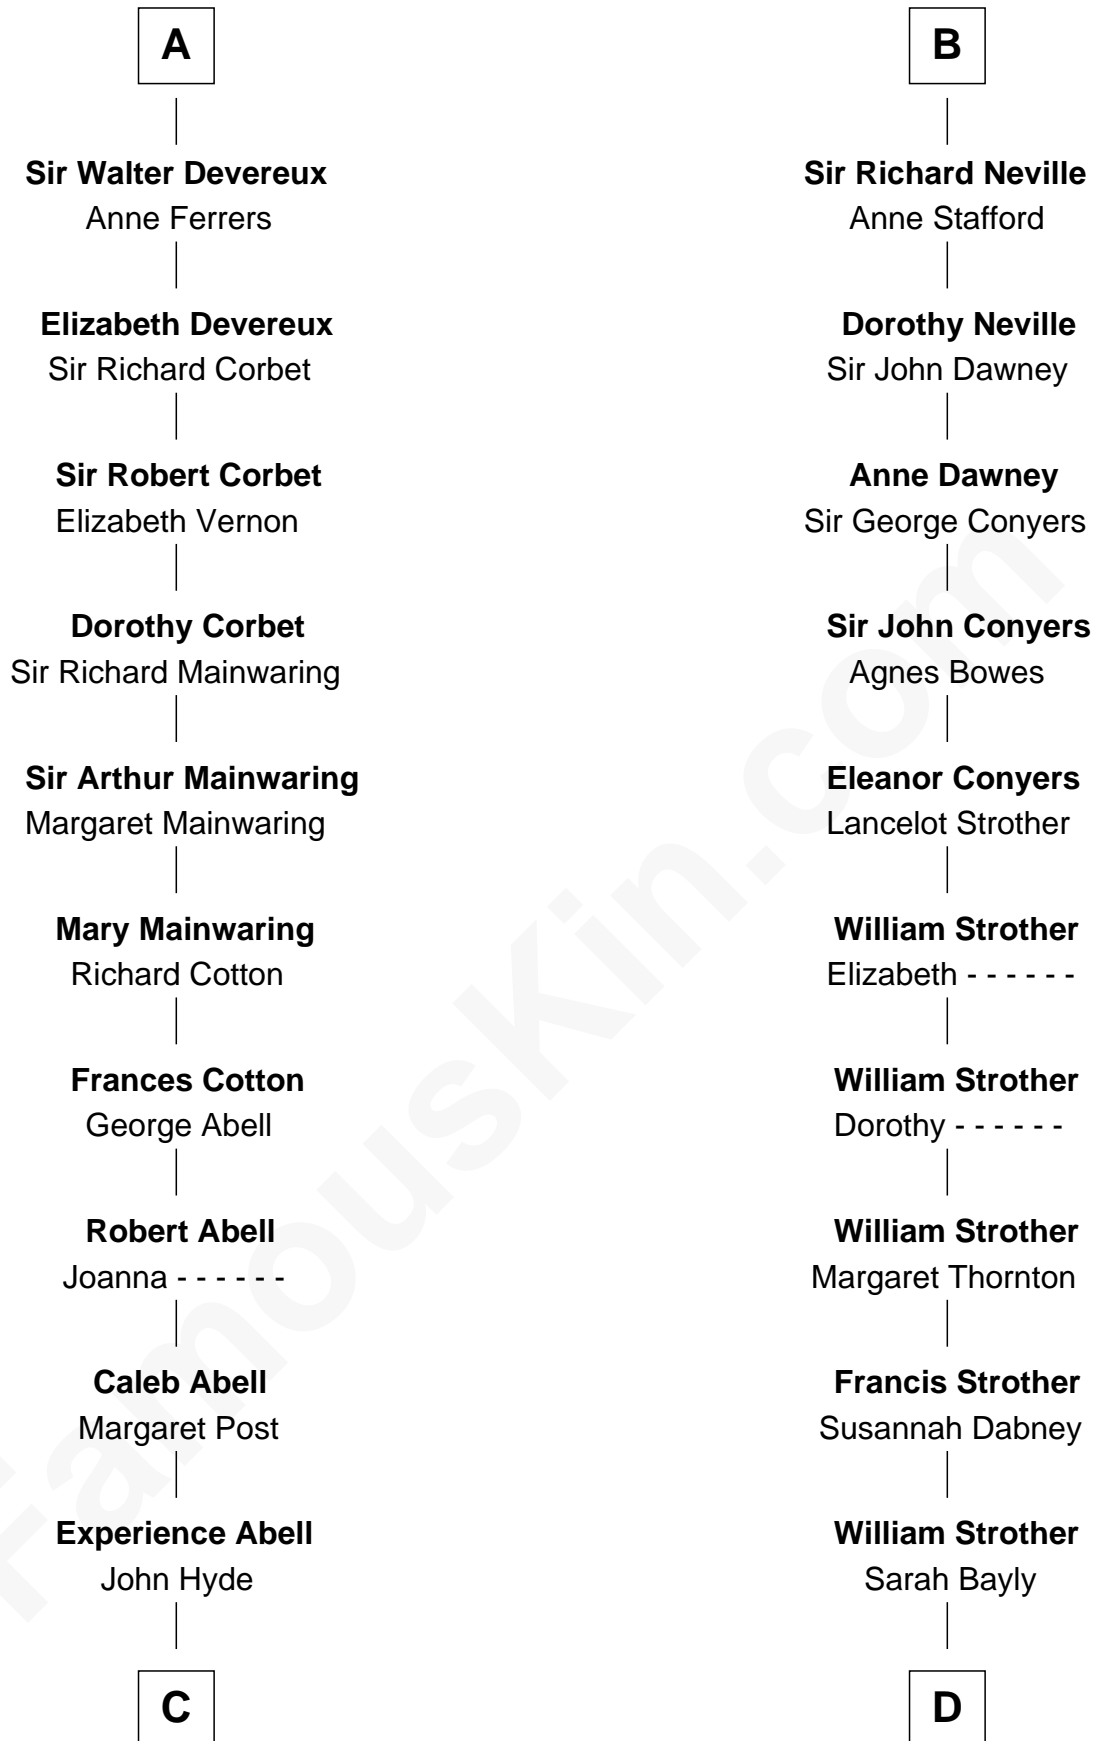 A
Sir Walter Devereux
Anne Ferrers
Elizabeth Devereux
Sir Richard Corbet
Sir Robert Corbet
Elizabeth Vernon
Dorothy Corbet
Sir Richard Mainwaring
Sir Arthur Mainwaring
Margaret Mainwaring
Mary Mainwaring
Richard Cotton
Frances Cotton
George Abell
Robert Abell
Joanna - - - - - -
Caleb Abell
Margaret Post
Experience Abell
John Hyde
C
B
Sir Richard Neville
Anne Stafford
Dorothy Neville
Sir John Dawney
Anne Dawney
Sir George Conyers
Sir John Conyers
Agnes Bowes
Eleanor Conyers
Lancelot Strother
William Strother
Elizabeth - - - - - -
William Strother
Dorothy - - - - - -
William Strother
Margaret Thornton
Francis Strother
Susannah Dabney
William Strother
Sarah Bayly
D
FamousKin.com